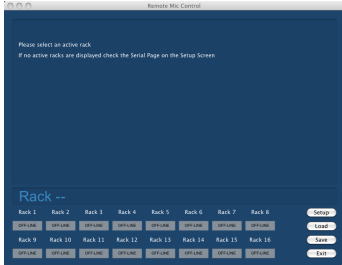 Remote Mic Control
Please select an active rack
If no active racks are displayed check the Serial Page on the Setup Screen
Rack --
Rack 1 Rack 2 Rack 3 Rack 4 Rack 5 Rack 6 Rack 7 Rack 8 Setup
OFF-LINE OFF-LINE OFF-LINE OFF-LINE OFF-LINE OFF-LINE OFF-LINE OFF-LINE Load
Rack 9 Rack 10 Rack 11 Rack 12 Rack 13 Rack 14 Rack 15 Rack 16 Save
OFF-LINE OFF-LINE OFF-LINE OFF-LINE OFF-LINE OFF-LINE OFF-LINE OFF-LINE Exit